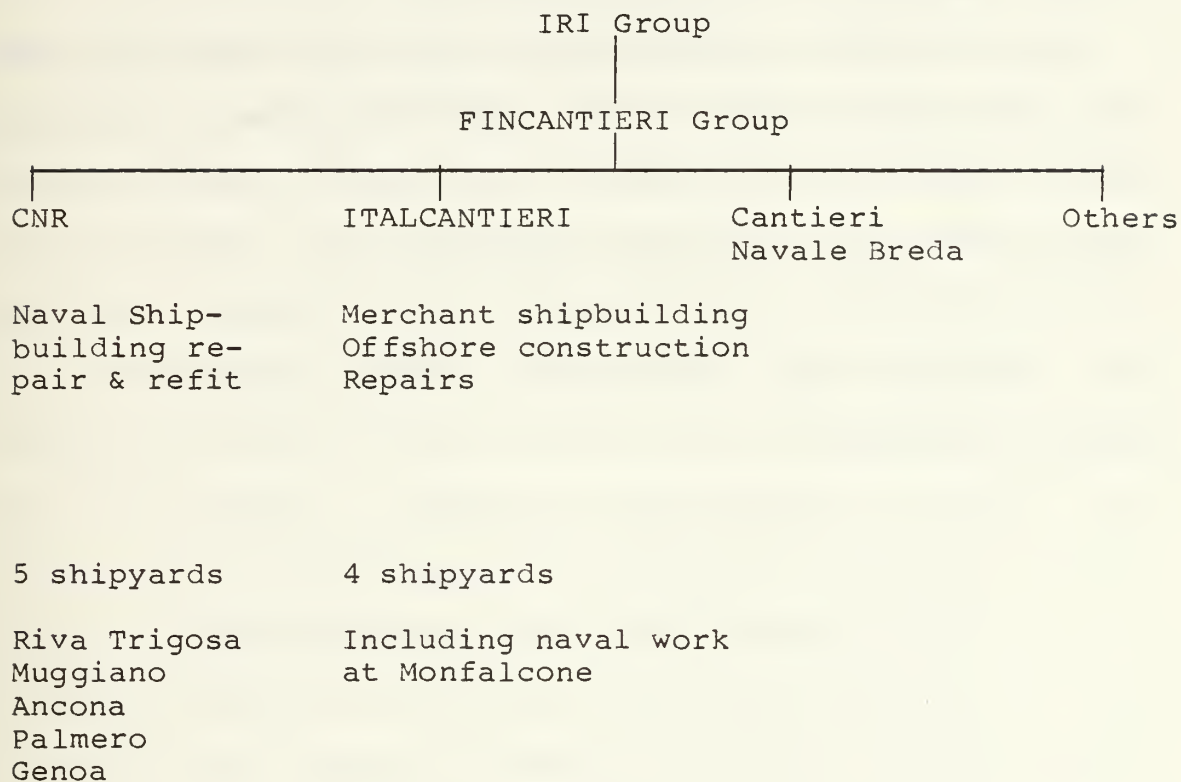 IRI Group
FINCANTIERI Group
CNR
ITALCANTIERI
Cantieri
Navale Breda
Others
Naval Ship-
building re-
pair & refit
Merchant shipbuilding
Offshore construction
Repairs
5 shipyards
4 shipyards
Riva Trigosa
Muggiano
Ancona
Palmero
Genoa
Including naval work
at Monfalcone